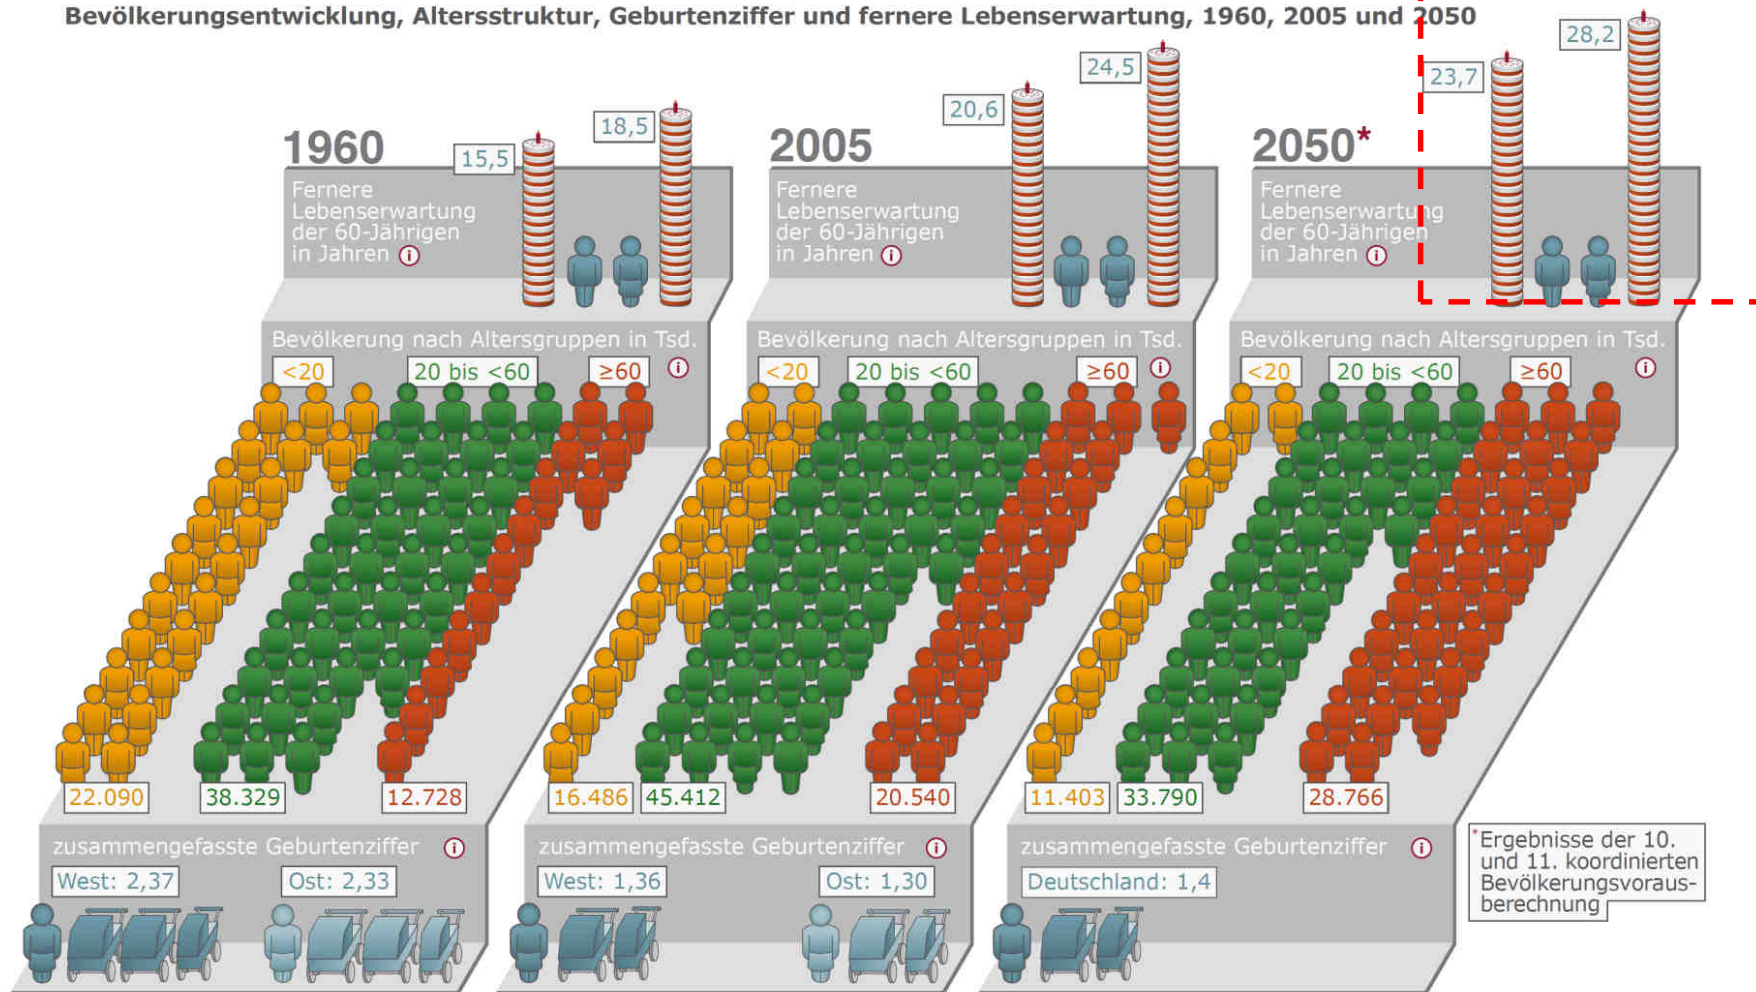 Bevölkerungsentwicklung, Altersstruktur, Geburtenziffer und fernere Lebenserwartung, 1960, 2005 und 2050
1960
15,5
18,5
Fernere
Lebenserwartung
der 60-Jährigen
in Jahren i
Bevölkerung nach Altersgruppen in Tsd.
<20
20 bis <60
≥60
i
22.090
38.329
12.728
zusammengefasste Geburtenziffer i
West: 2,37
Ost: 2,33
2005
20,6
24,5
Fernere
Lebenserwartung
der 60-Jährigen
in Jahren i
Bevölkerung nach Altersgruppen in Tsd.
<20
20 bis <60
≥60
i
16.486
45.412
20.540
zusammengefasste Geburtenziffer i
West: 1,36
Ost: 1,30
2050*
23,7
28,2
Fernere
Lebenserwartung
der 60-Jährigen
in Jahren i
Bevölkerung nach Altersgruppen in Tsd.
<20
20 bis <60
≥60
i
11.403
33.790
28.766
zusammengefasste Geburtenziffer i
Deutschland: 1,4
*Ergebnisse der 10.
und 11. koordinierten
Bevölkerungsvoraus-
berechnung